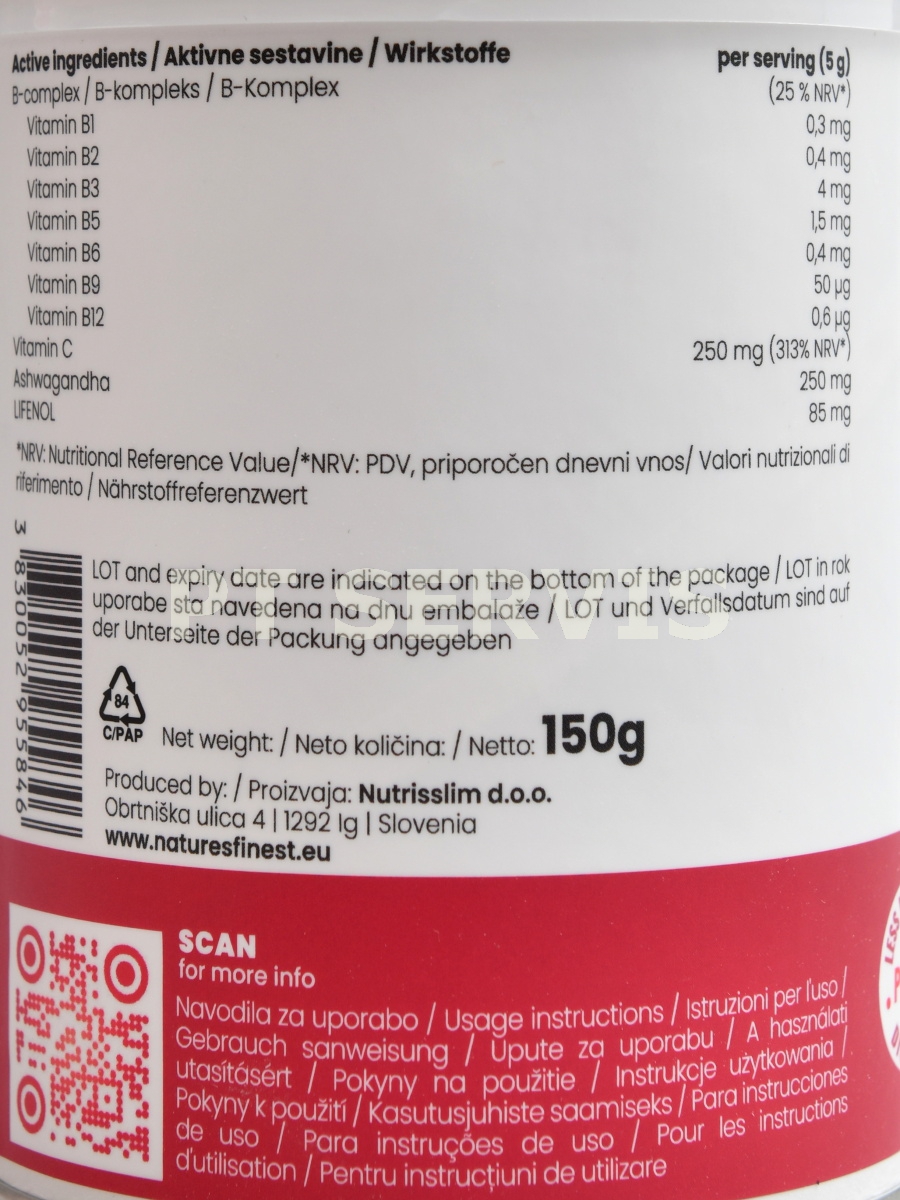 Active ingredients / Aktivne sestavine / Wirkstoffe per serving (5 g)
B-complex / B-kompleks / B-Komplex (25 % NRV*)
Vitamin B1 0,3 mg
Vitamin B2 0,4 mg
Vitamin B3 4 mg
Vitamin B5 1,5 mg
Vitamin B6 0,4 mg
Vitamin B9 50 µg
Vitamin B12 0,6 µg
Vitamin C 250 mg (313% NRV*)
Ashwagandha 250 mg
LIFENOL 85 mg
*NRV: Nutritional Reference Value/*NRV: PDV, priporočen dnevni vnos/ Valori nutrizionali di
riferimento / Nährstoffreferenzwert
3 830052 955846
LOT and expiry date are indicated on the bottom of the package / LOT in rok
uporabe sta navedena na dnu embalaže / LOT und Verfallsdatum sind auf
der Unterseite der Packung angegeben
PT SERVIS
84
C/PAP
Net weight: / Neto količina: / Netto: 150g
Produced by: / Proizvaja: Nutrisslim d.o.o.
Obrtniška ulica 4 | 1292 Ig | Slovenia
www.naturesfinest.eu
SCAN
for more info
Navodila za uporabo / Usage instructions / Istruzioni per l'uso /
Gebrauch sanweisung / Upute za uporabu / A használati
utasításért / Pokyny na použitie / Instrukcje użytkowania /
Pokyny k použití / Kasutusjuhiste saamiseks / Para instrucciones
de uso / Para instruções de uso / Pour les instructions
d'utilisation / Pentru instrucțiuni de utilizare
LESS